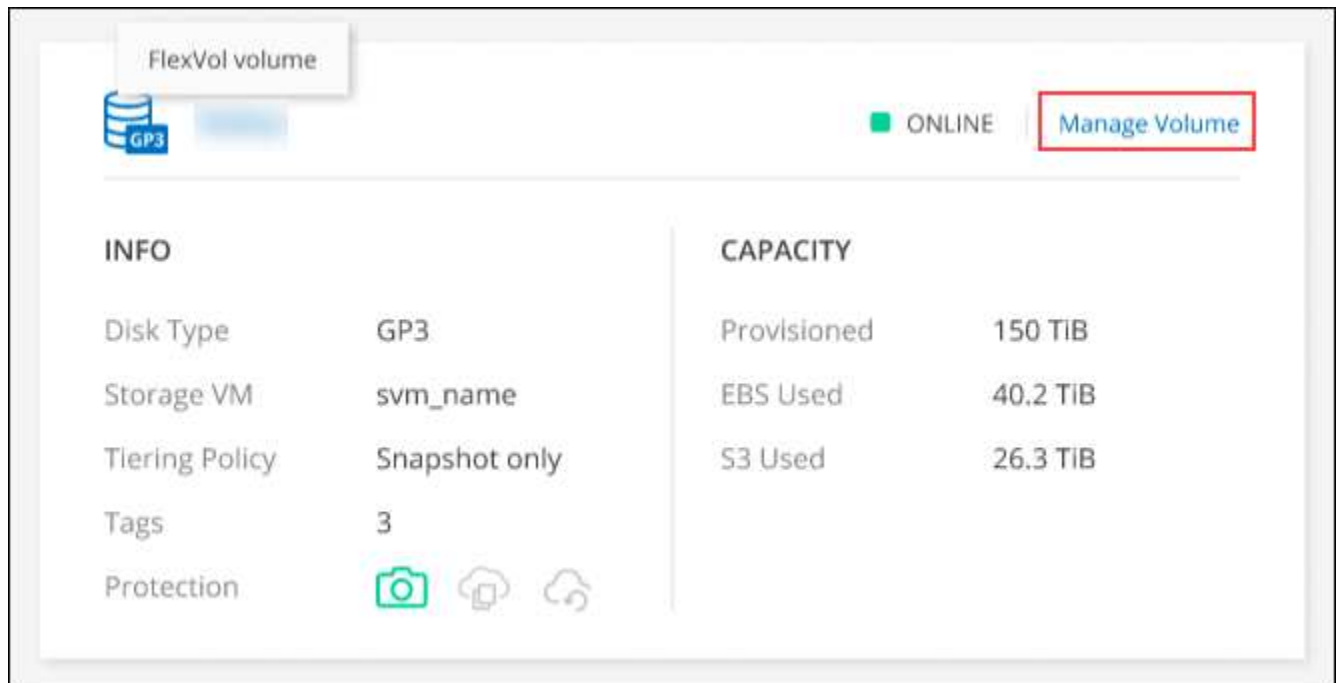 FlexVol volume
GP3
ONLINE
Manage Volume
INFO
Disk Type GP3
Storage VM svm_name
Tiering Policy Snapshot only
Tags 3
Protection
CAPACITY
Provisioned 150 TiB
EBS Used 40.2 TiB
S3 Used 26.3 TiB